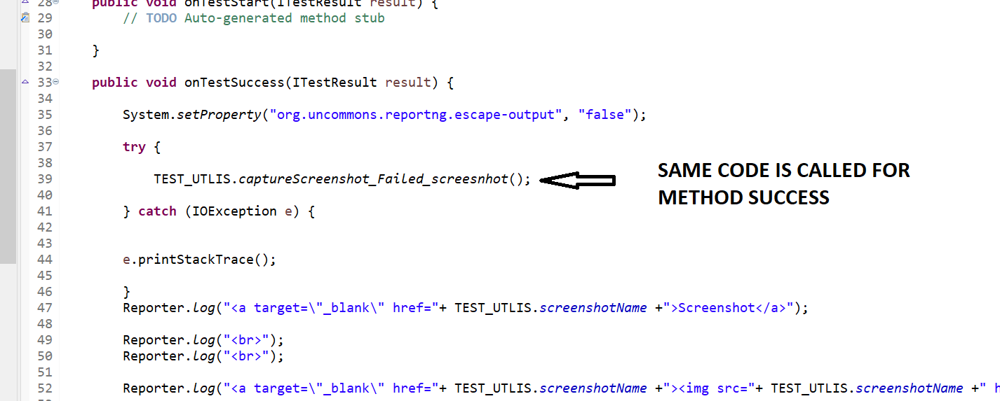 28 public void onTestStart(ITestResult result) {
29 // TODO Auto-generated method stub
30
31 }
32
33 public void onTestSuccess(ITestResult result) {
34
35 System.setProperty("org.uncommons.reportng.escape-output", "false");
36
37 try {
38
39 TEST_UTLIS.captureScreenshot_Failed_screesnhot();
SAME CODE IS CALLED FOR
METHOD SUCCESS
40
41 } catch (IOException e) {
42
43
44 e.printStackTrace();
45
46 }
47 Reporter.log("<a target=\"_blank\" href="+ TEST_UTLIS.screenshotName +">Screenshot</a>");
48
49 Reporter.log("<br>");
50 Reporter.log("<br>");
51
52 Reporter.log("<a target=\"_blank\" href="+ TEST_UTLIS.screenshotName +"><img src="+ TEST_UTLIS.screenshotName +" h